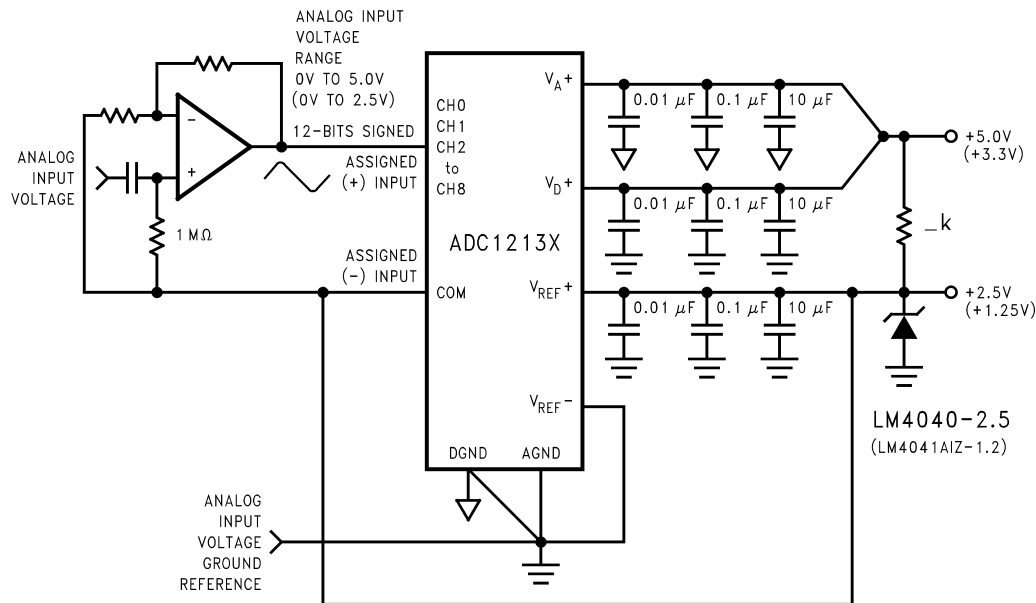 ANALOG INPUT
VOLTAGE
RANGE
0V TO 5.0V
(0V TO 2.5V)
12-BITS SIGNED
ASSIGNED
(+) INPUT
ANALOG
INPUT
VOLTAGE
−
+
1 MΩ
ASSIGNED
(−) INPUT
CH0
CH1
CH2
to
CH8
ADC1213X
COM
VA+
VD+
VREF+
VREF−
DGND
AGND
0.01 μF
0.1 μF
10 μF
0.01 μF
0.1 μF
10 μF
0.01 μF
0.1 μF
10 μF
+5.0V
(+3.3V)
_k
+2.5V
(+1.25V)
LM4040-2.5
(LM4041AIZ-1.2)
ANALOG
INPUT
VOLTAGE
GROUND
REFERENCE